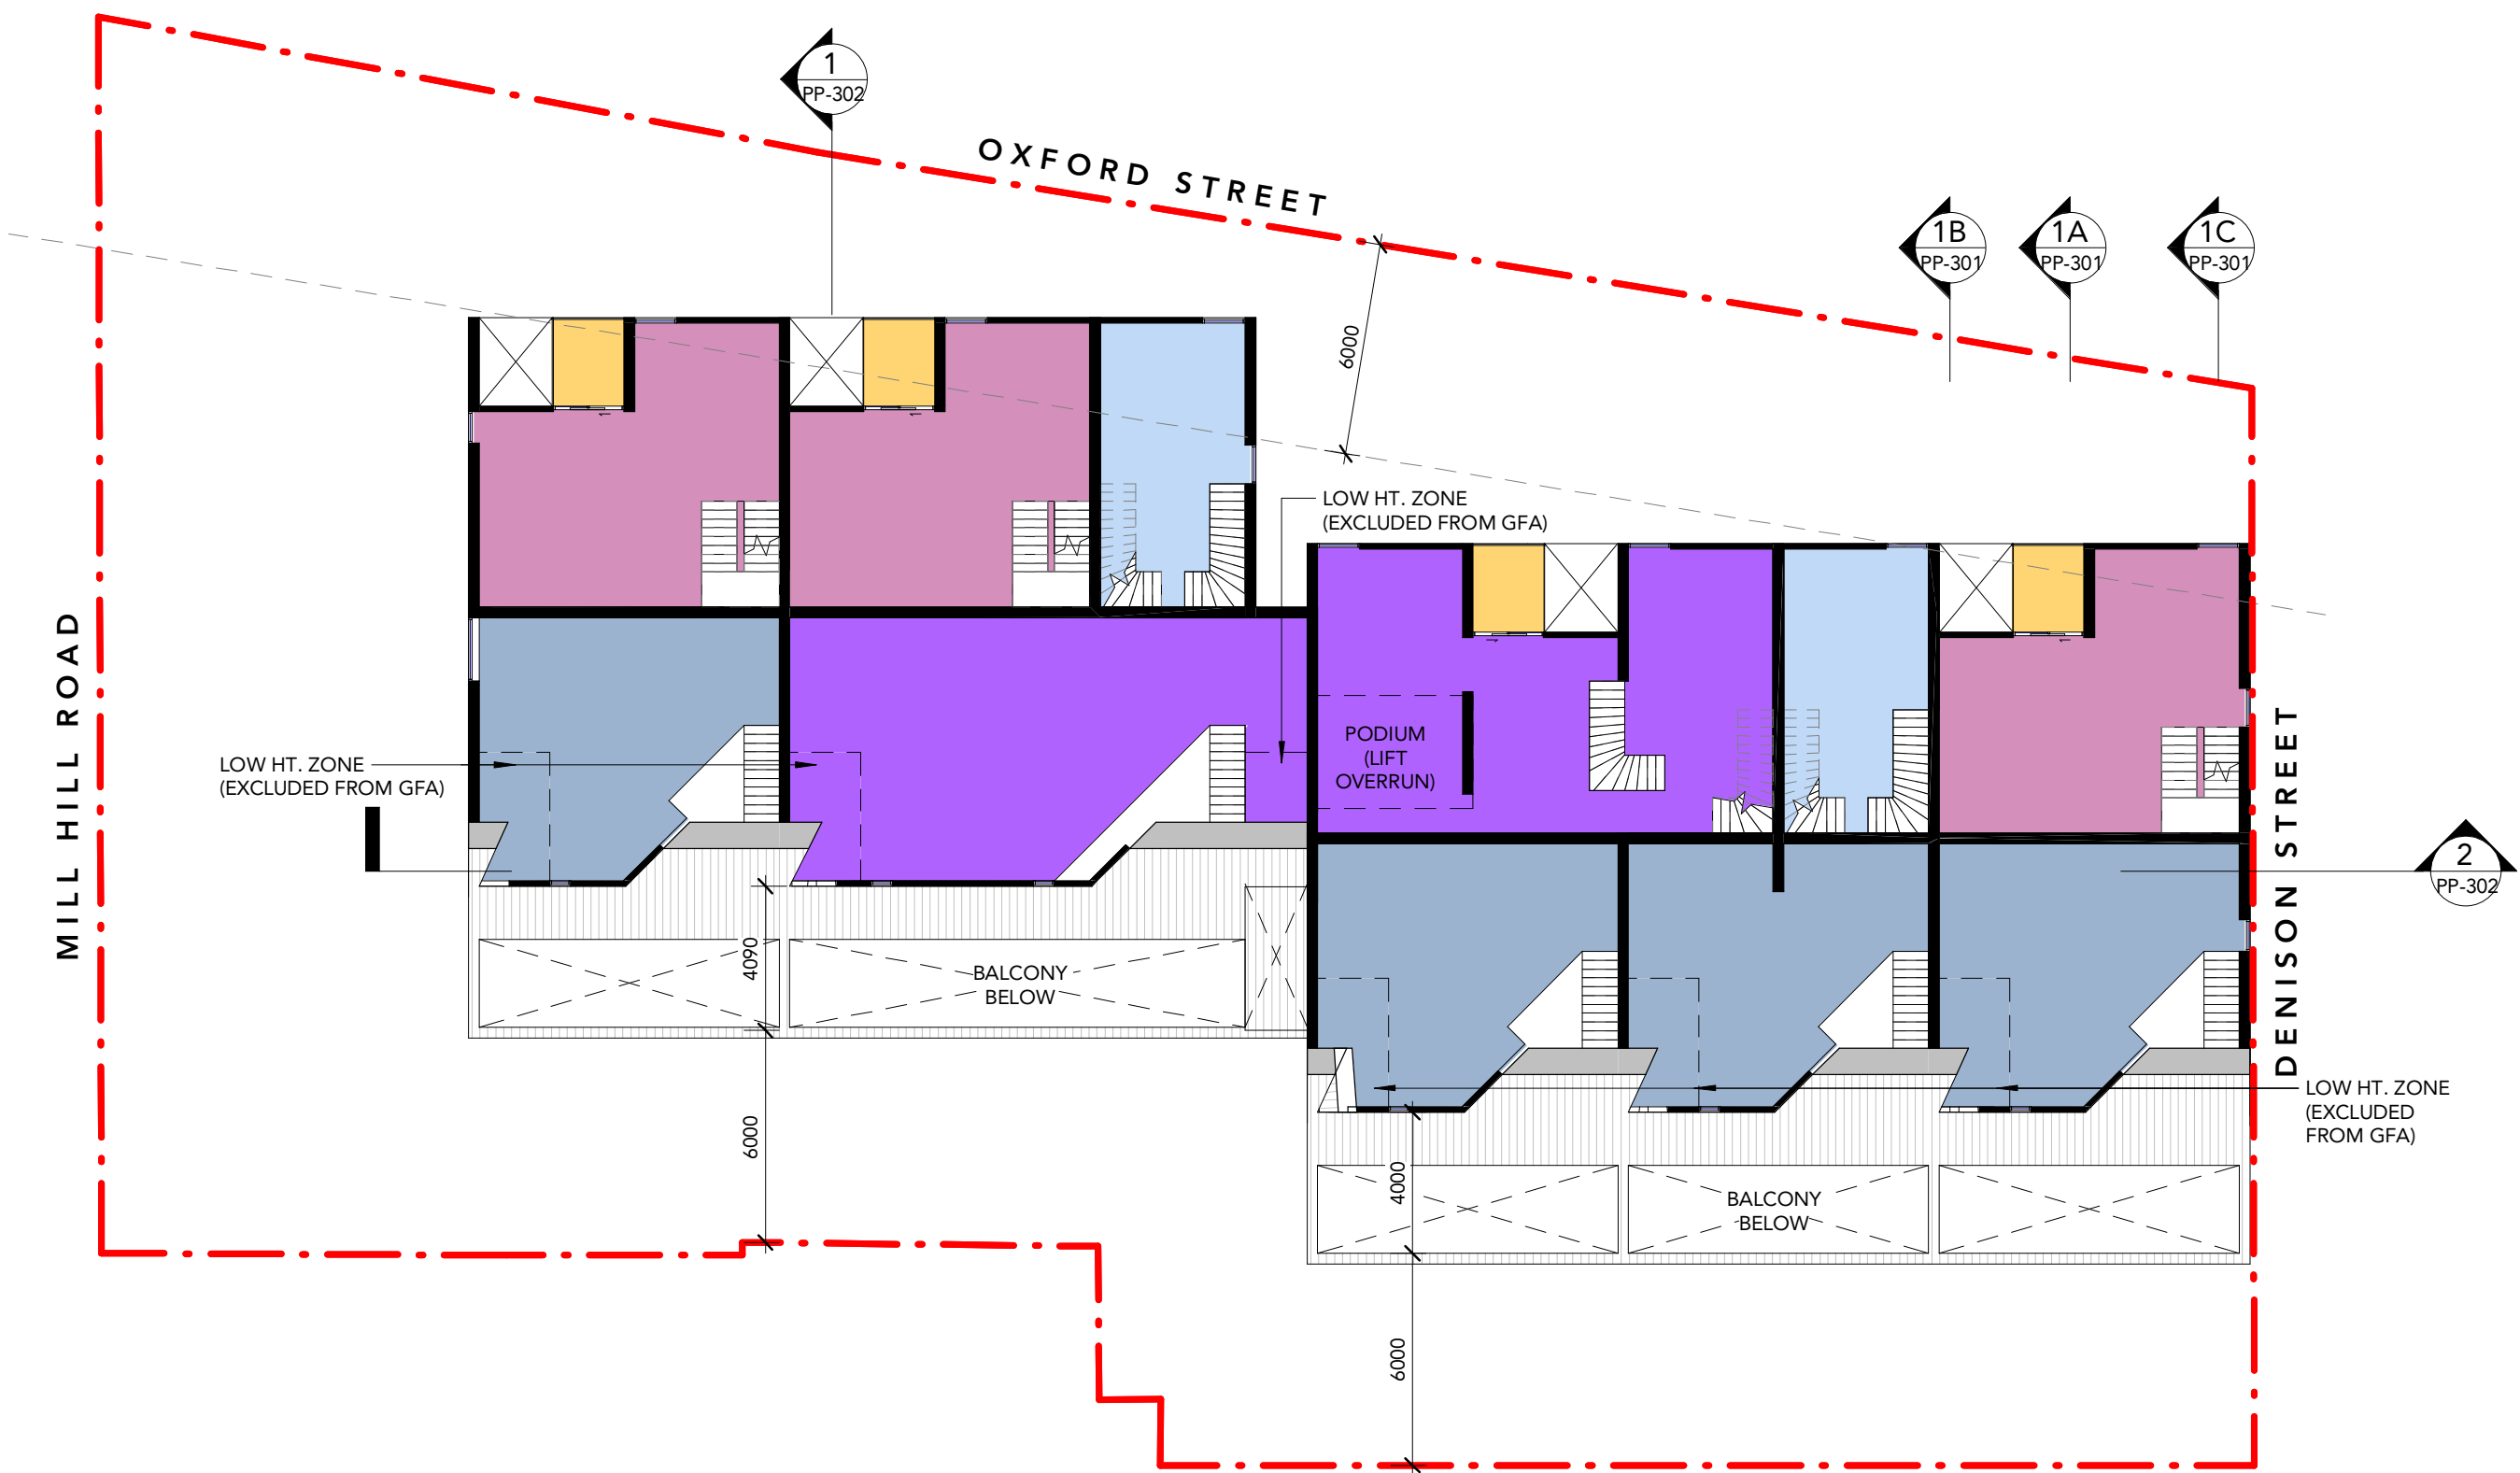 1
PP-302
OXFORD STREET
1B
PP-301
1A
PP-301
1C
PP-301
6000
LOW HT. ZONE
(EXCLUDED FROM GFA)
MILL HILL ROAD
PODIUM
(LIFT
OVERRUN)
LOW HT. ZONE
(EXCLUDED FROM GFA)
DENISON STREET
2
PP-302
4090
BALCONY
BELOW
6000
LOW HT. ZONE
(EXCLUDED
FROM GFA)
4000
BALCONY
BELOW
6000